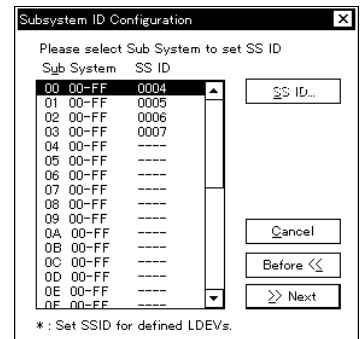 Subsystem ID Configuration
Please select Sub System to set SS ID
Sub System SS ID
00 00-FF 0004
01 00-FF 0005
02 00-FF 0006
03 00-FF 0007
04 00-FF ----
05 00-FF ----
06 00-FF ----
07 00-FF ----
08 00-FF ----
09 00-FF ----
0A 00-FF ----
0B 00-FF ----
0C 00-FF ----
0D 00-FF ----
0E 00-FF ----
0F 00-FF ----
SS ID...
Cancel
Before <<
>> Next
* : Set SSID for defined LDEVs.